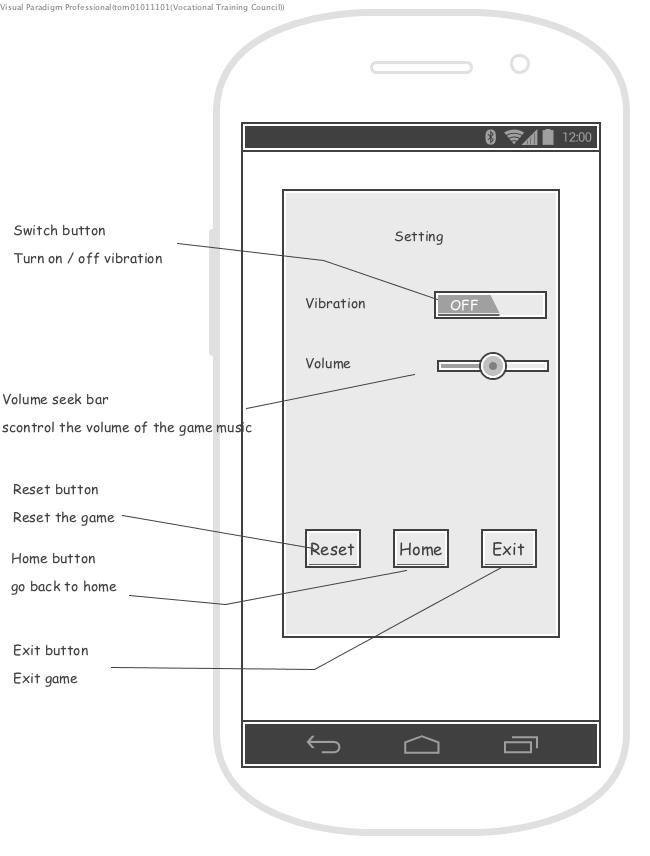 Visual Paradigm Professional(tom01011101(Vocational Training Council))
12:00
Setting
Switch button
Turn on / off vibration
Vibration
OFF
Volume
Volume seek bar
scontrol the volume of the game music
Reset button
Reset the game
Home button
go back to home
Reset
Home
Exit
Exit button
Exit game